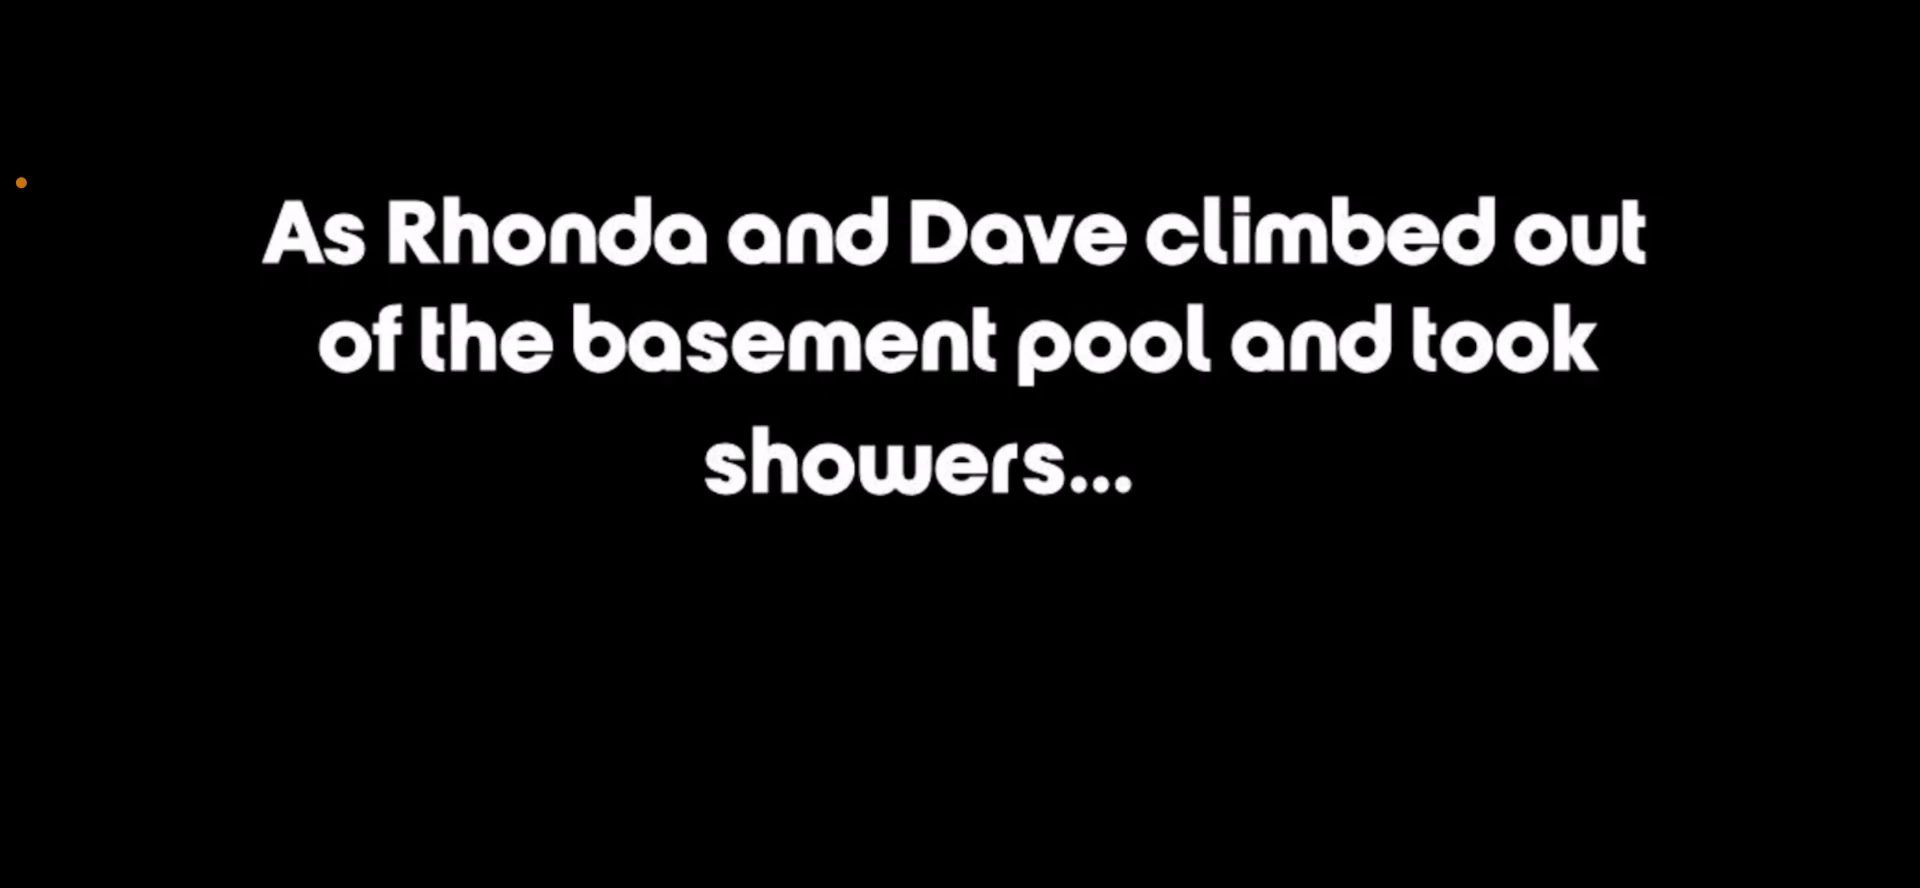 As Rhonda and Dave climbed out
of the basement pool and took
showers...